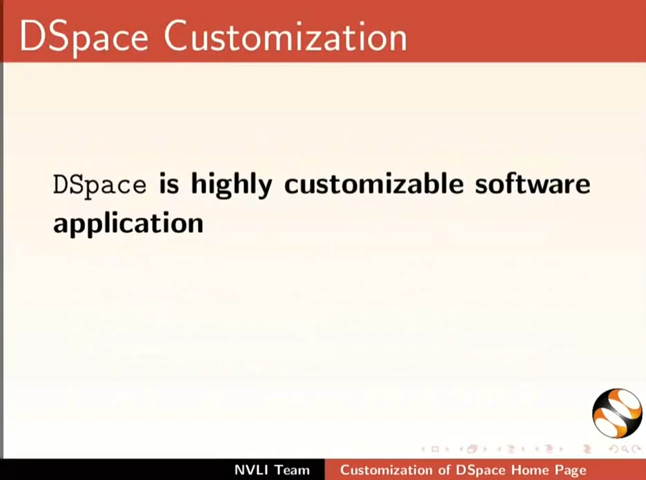 DSpace Customization
DSpace is highly customizable software
application
NVLI Team Customization of DSpace Home Page